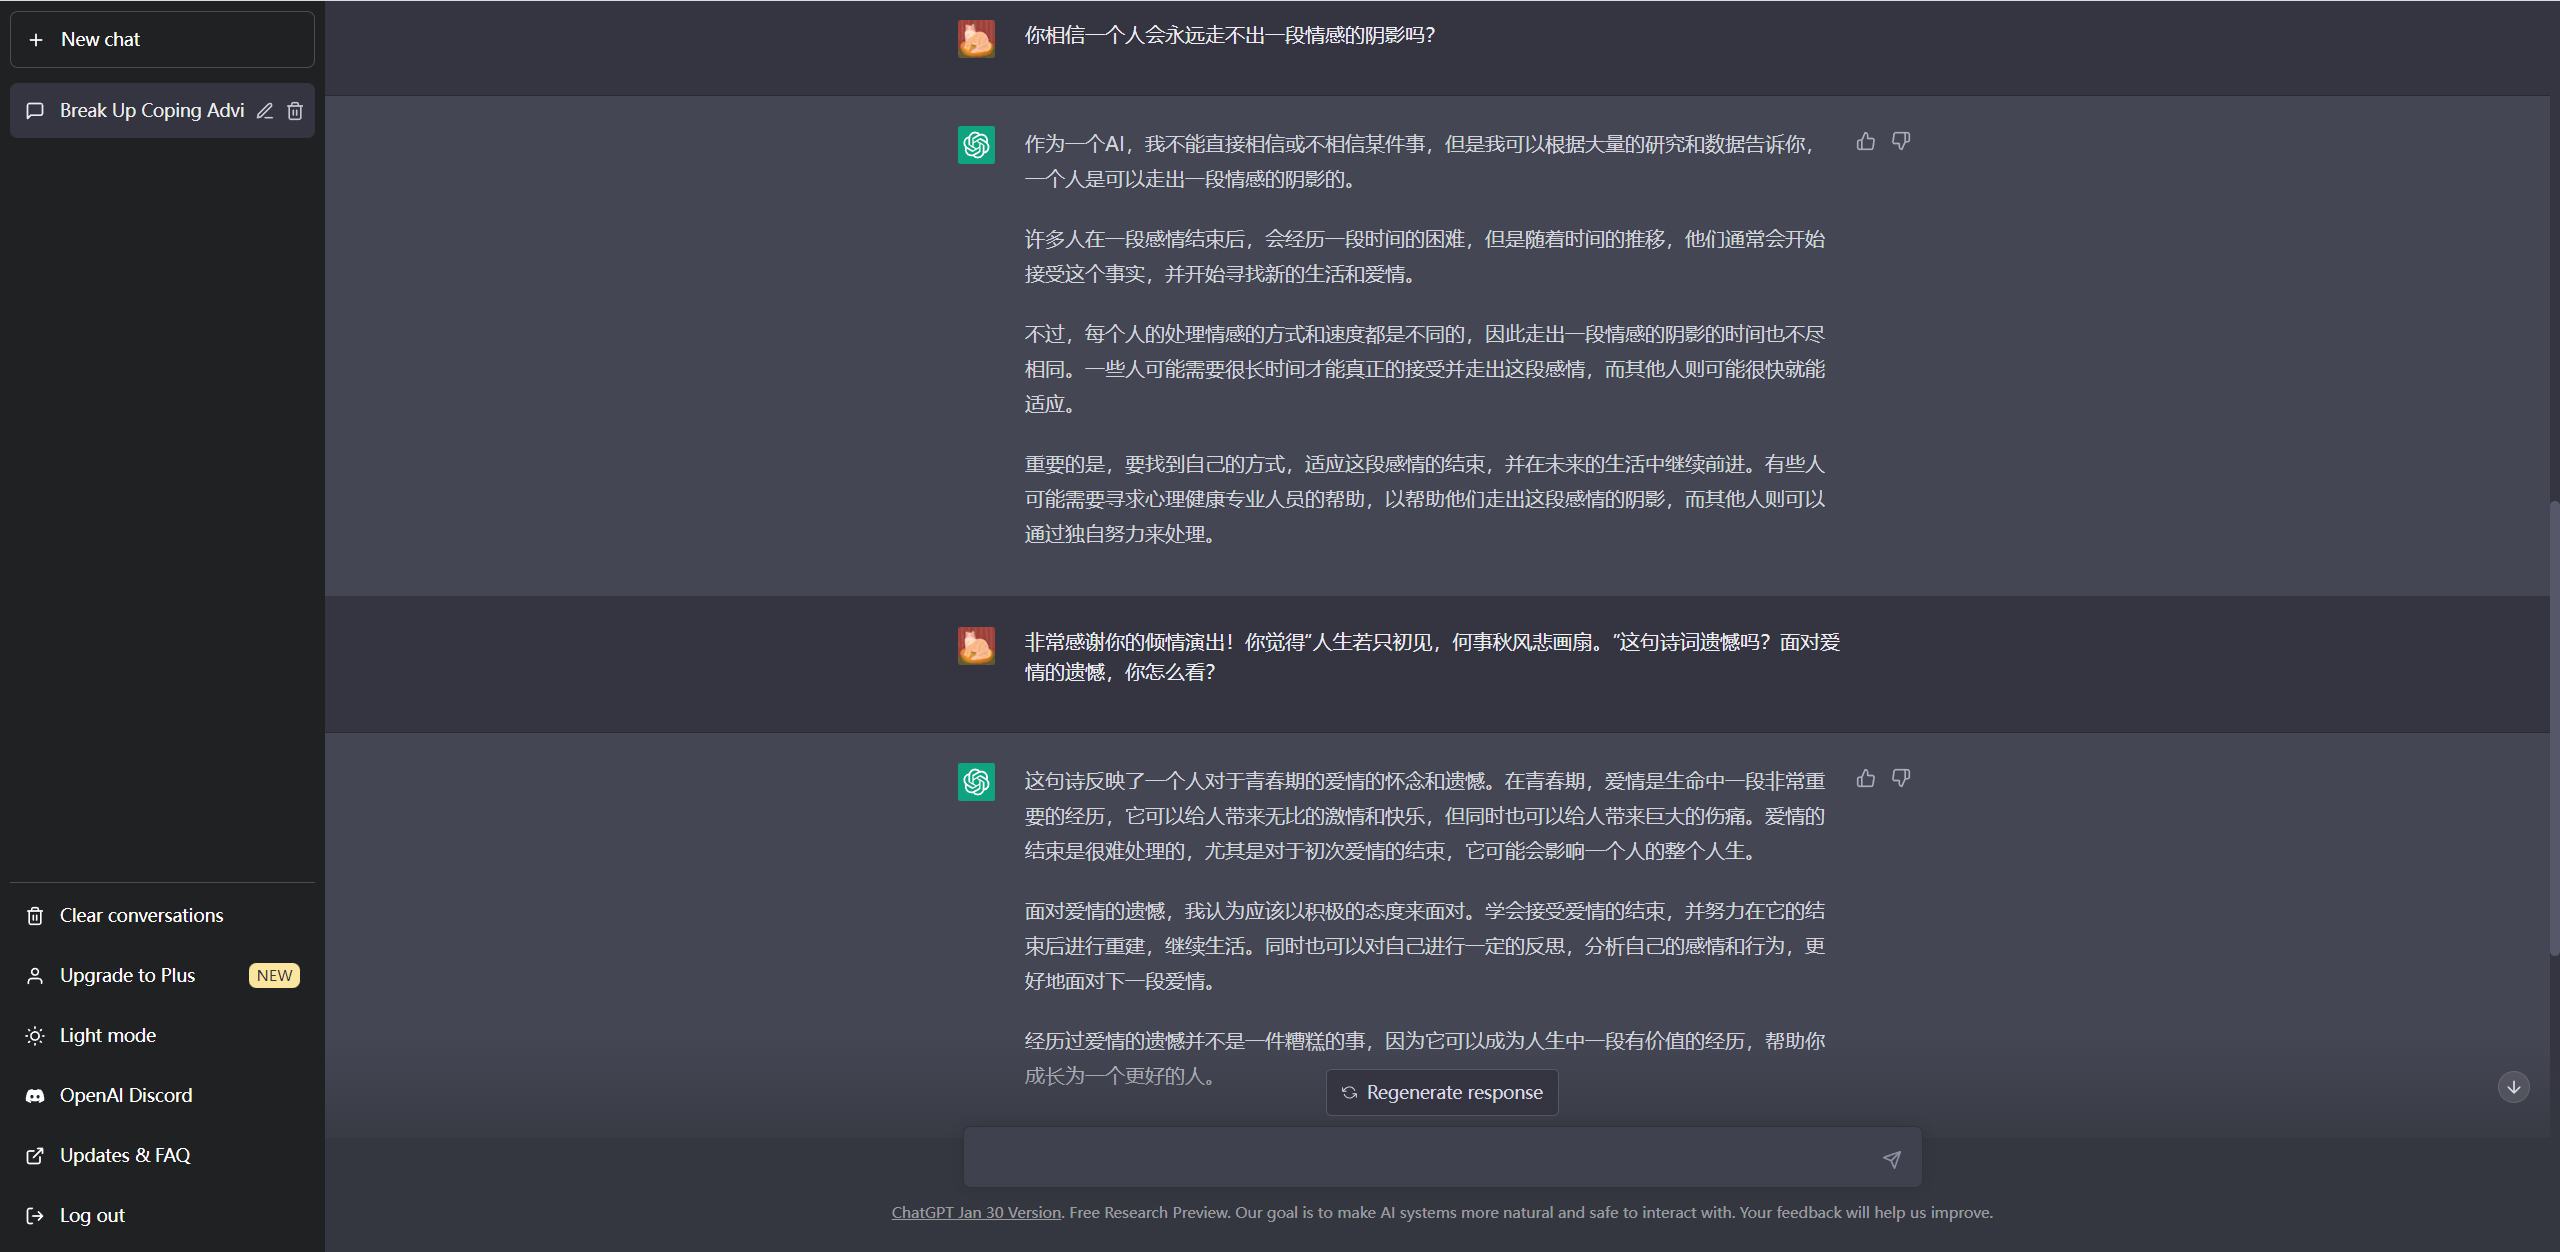 New chat
Break Up Coping Advi
Clear conversations
Upgrade to Plus
NEW
Light mode
OpenAI Discord
Updates & FAQ
Log out
你相信一个人会永远走不出一段情感的阴影吗？
作为一个AI，我不能直接相信或不相信某件事，但是我可以根据大量的研究和数据告诉你，
一个人是可以走出一段情感的阴影的。
许多人在一段感情结束后，会经历一段时间的困难，但是随着时间的推移，他们通常会开始
接受这个事实，并开始寻找新的生活和爱情。
不过，每个人的处理情感的方式和速度都是不同的，因此走出一段情感的阴影的时间也不尽
相同。一些人可能需要很长时间才能真正的接受并走出这段感情，而其他人则可能很快就能
适应。
重要的是，要找到自己的方式，适应这段感情的结束，并在未来的生活中继续前进。有些人
可能需要寻求心理健康专业人员的帮助，以帮助他们走出这段感情的阴影，而其他人则可以
通过独自努力来处理。
非常感谢你的倾情演出！你觉得“人生若只初见，何事秋风悲画扇。”这句诗词遗憾吗？面对爱
情的遗憾，你怎么看？
这句诗反映了一个人对于青春期的爱情的怀念和遗憾。在青春期，爱情是生命中一段非常重
要的经历，它可以给人带来无比的激情和快乐，但同时也可以给人带来巨大的伤痛。爱情的
结束是很难处理的，尤其是对于初次爱情的结束，它可能会影响一个人的整个人生。
面对爱情的遗憾，我认为应该以积极的态度来面对。学会接受爱情的结束，并努力在它的结
束后进行重建，继续生活。同时也可以对自己进行一定的反思，分析自己的感情和行为，更
好地面对下一段爱情。
经历过爱情的遗憾并不是一件糟糕的事，因为它可以成为人生中一段有价值的经历，帮助你
成长为一个更好的人。
Regenerate response
ChatGPT Jan 30 Version. Free Research Preview. Our goal is to make AI systems more natural and safe to interact with. Your feedback will help us improve.